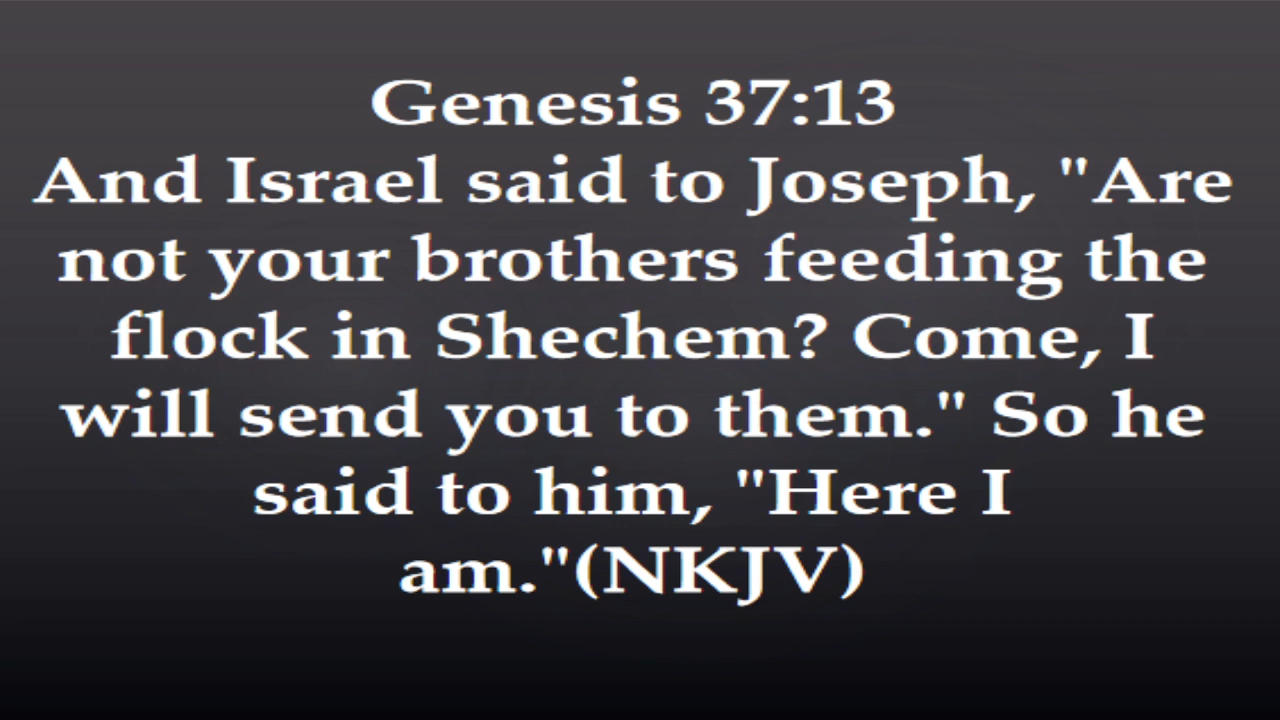 Genesis 37:13
And Israel said to Joseph, "Are
not your brothers feeding the
flock in Shechem? Come, I
will send you to them." So he
said to him, "Here I
am."(NKJV)